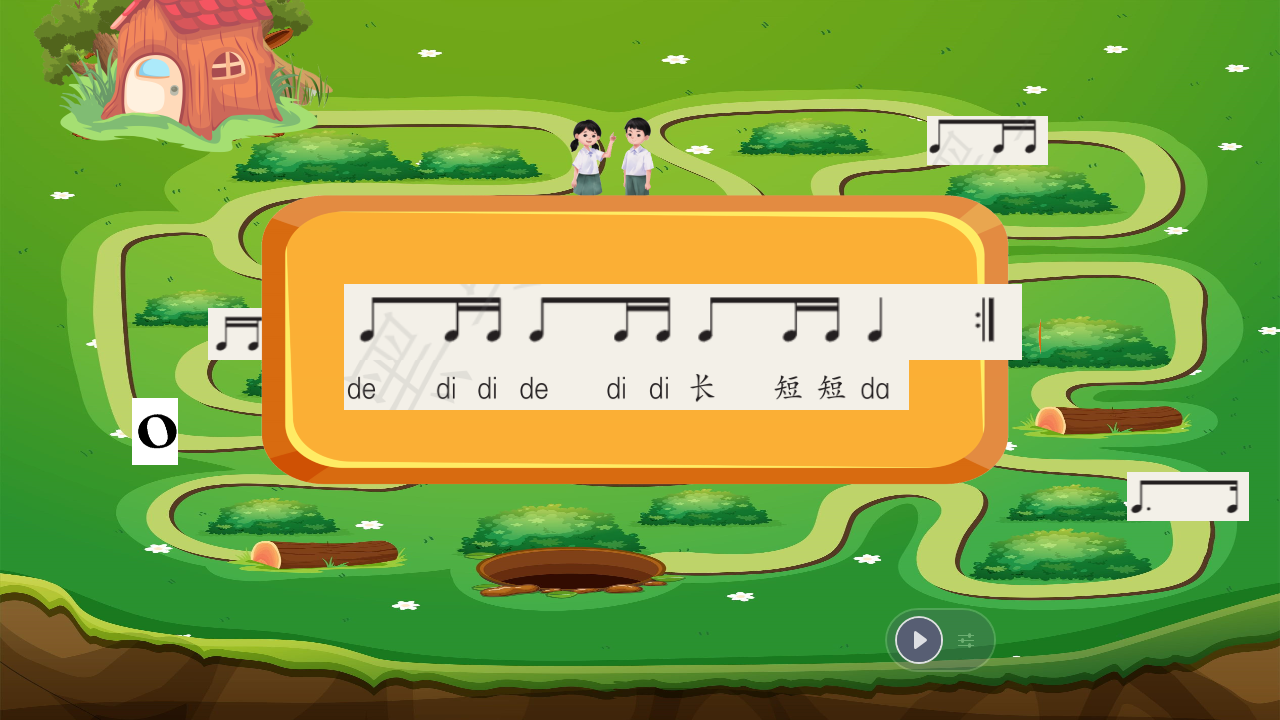 de di di de di di 长 短 短 da